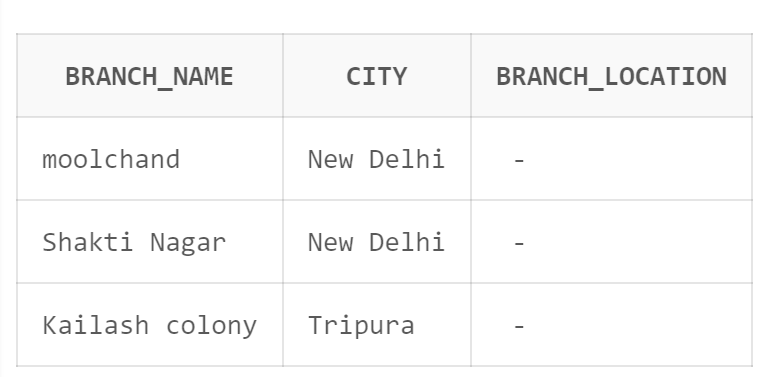 BRANCH_NAME CITY BRANCH_LOCATION
moolchand New Delhi -
Shakti Nagar New Delhi -
Kailash colony Tripura -